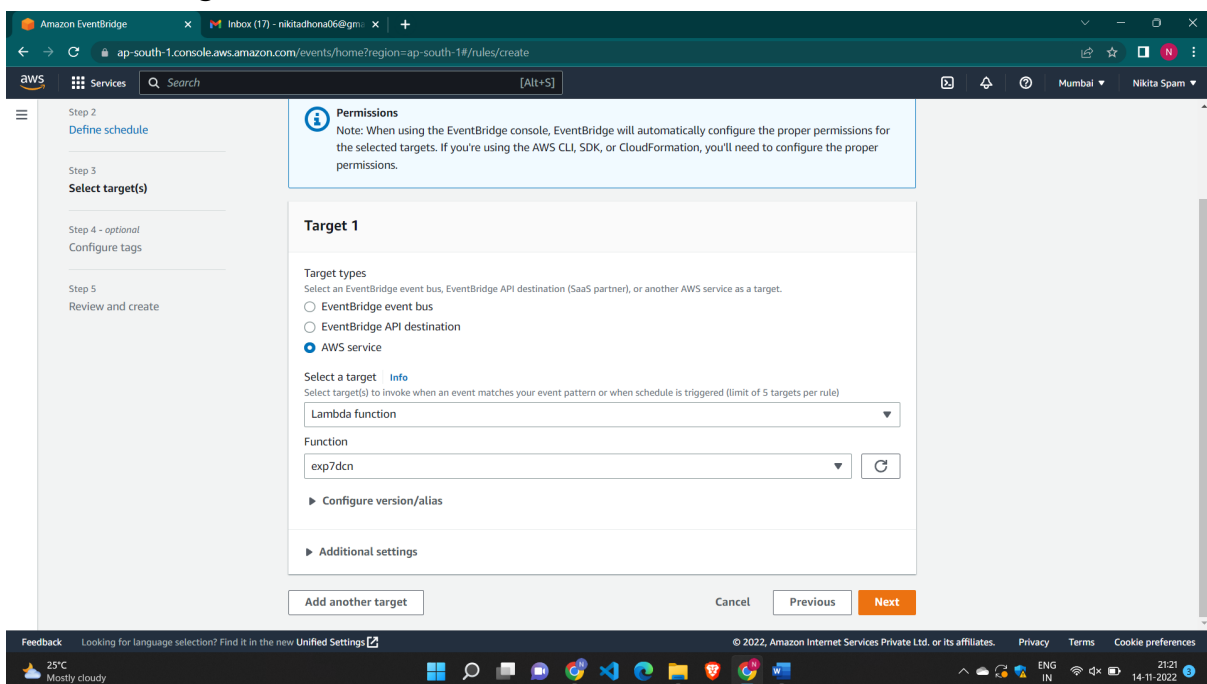 Amazon EventBridge
Inbox (17) - nikitadhona06@gma
ap-south-1.console.aws.amazon.com/events/home?region=ap-south-1#/rules/create
aws
Services
Search
[Alt+S]
Mumbai
Nikita Spam
N
Step 2
Define schedule
Step 3
Select target(s)
Step 4 - optional
Configure tags
Step 5
Review and create
Permissions
Note: When using the EventBridge console, EventBridge will automatically configure the proper permissions for
the selected targets. If you're using the AWS CLI, SDK, or CloudFormation, you'll need to configure the proper
permissions.
Target 1
Target types
Select an EventBridge event bus, EventBridge API destination (SaaS partner), or another AWS service as a target.
EventBridge event bus
EventBridge API destination
AWS service
Select a target Info
Select target(s) to invoke when an event matches your event pattern or when schedule is triggered (limit of 5 targets per rule)
Lambda function
Function
exp7dcn
Configure version/alias
Additional settings
Add another target
Cancel
Previous
Next
Feedback
Looking for language selection? Find it in the new Unified Settings
© 2022, Amazon Internet Services Private Ltd. or its affiliates.
Privacy
Terms
Cookie preferences
25°C
Mostly cloudy
ENG
IN
21:21
14-11-2022
3